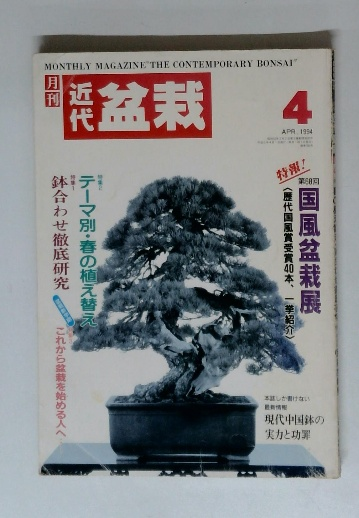 MONTHLY MAGAZINE "THE CONTEMPORARY BONSAI"
月刊
近代
盆栽
4
APR. 1994
特報!
第68回
国風盆栽展
〈歴代国風賞受賞40本、一挙紹介〉
特集2
テーマ別・春の植え替え
特集1
鉢合わせ徹底研究
これから盆栽を始める人へ
本誌しか書けない
最新情報
現代中国鉢の
実力と功罪